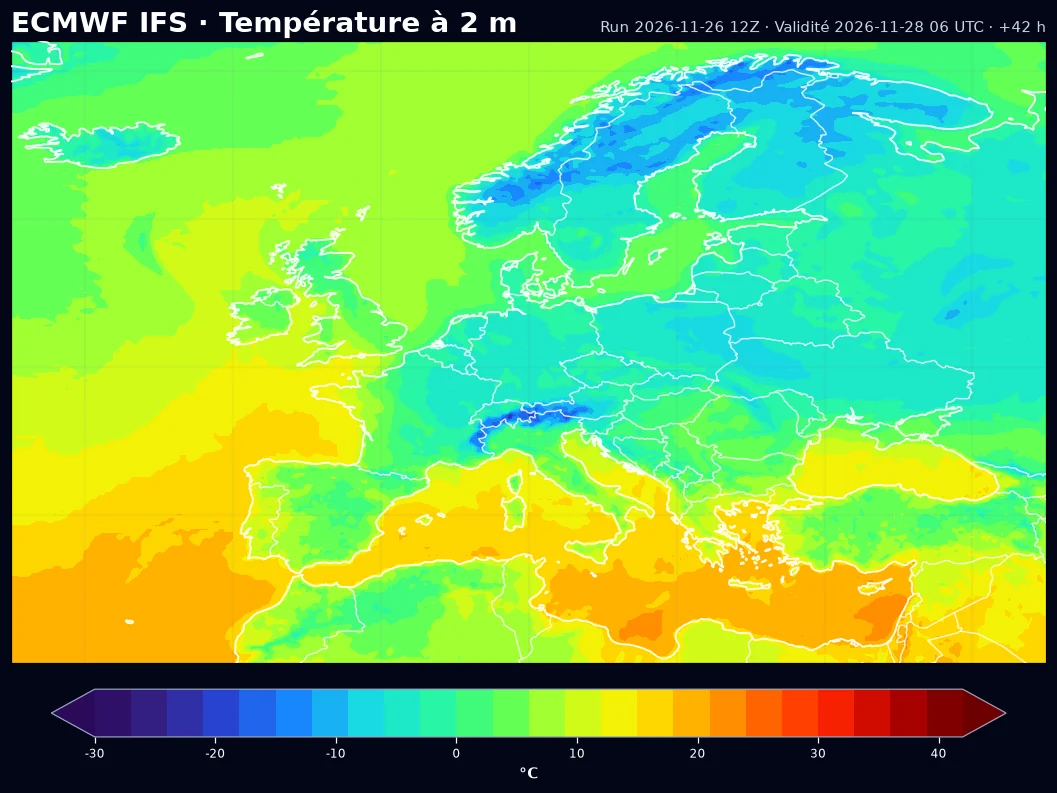 ECMWF IFS · Température à 2 m
Run 2026-11-26 12Z · Validité 2026-11-28 06 UTC · +42 h
-30 -20 -10 0 10 20 30 40
°C